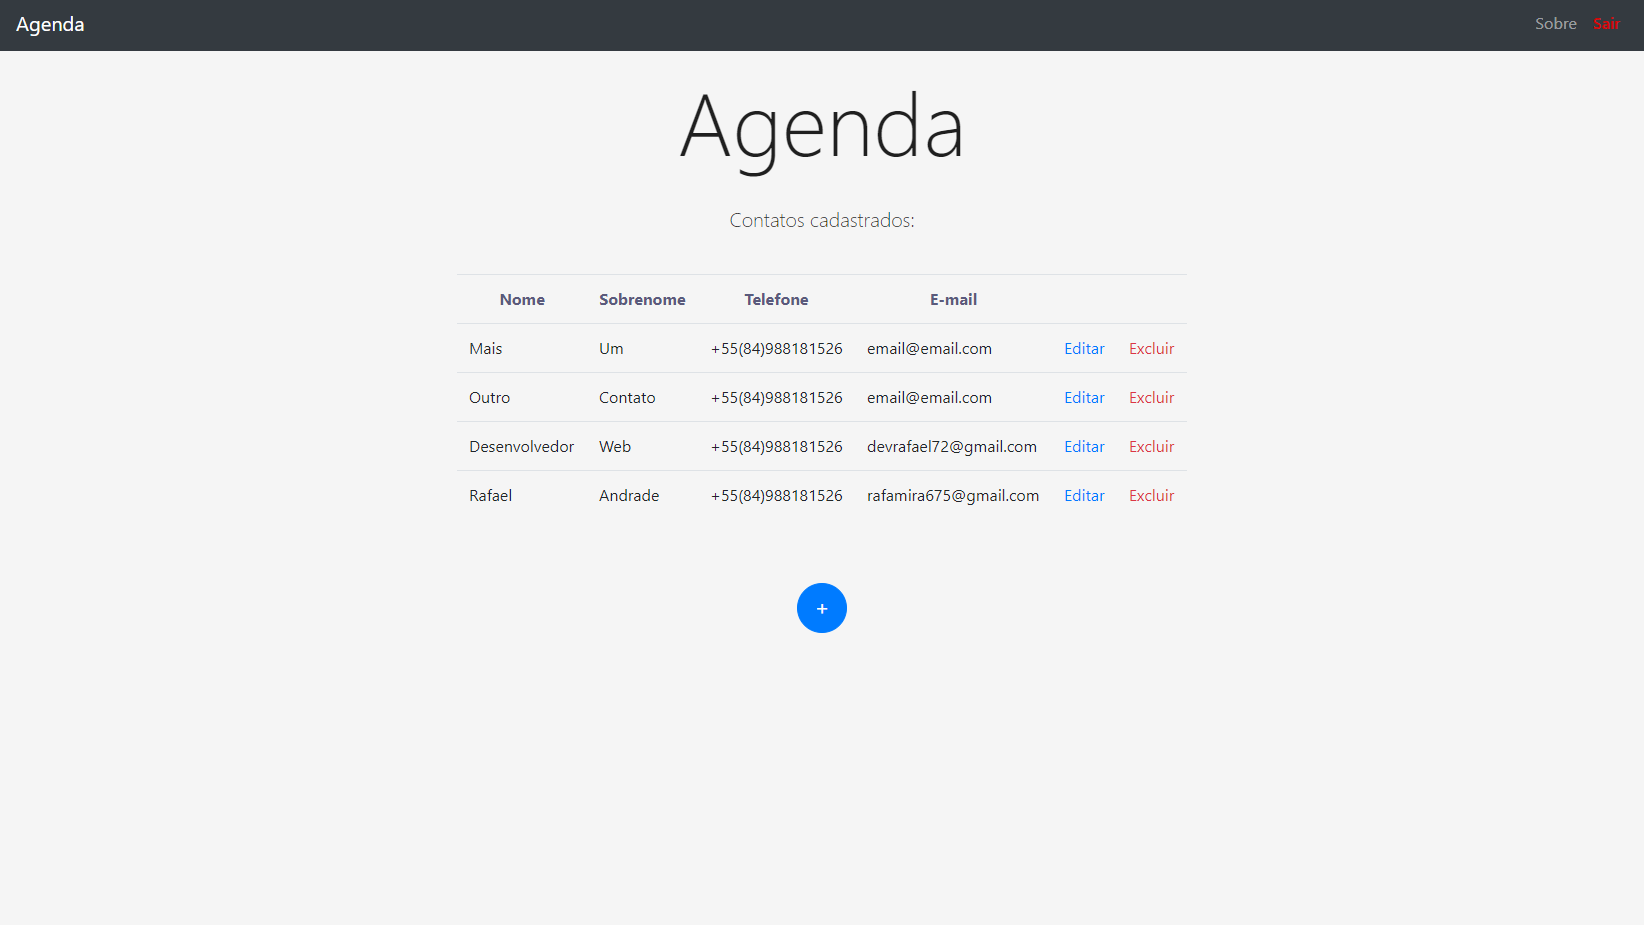 Agenda Sobre Sair
Agenda
Contatos cadastrados:
Nome Sobrenome Telefone E-mail
Mais Um +55(84)988181526 email@email.com Editar Excluir
Outro Contato +55(84)988181526 email@email.com Editar Excluir
Desenvolvedor Web +55(84)988181526 devrafael72@gmail.com Editar Excluir
Rafael Andrade +55(84)988181526 rafamira675@gmail.com Editar Excluir
+